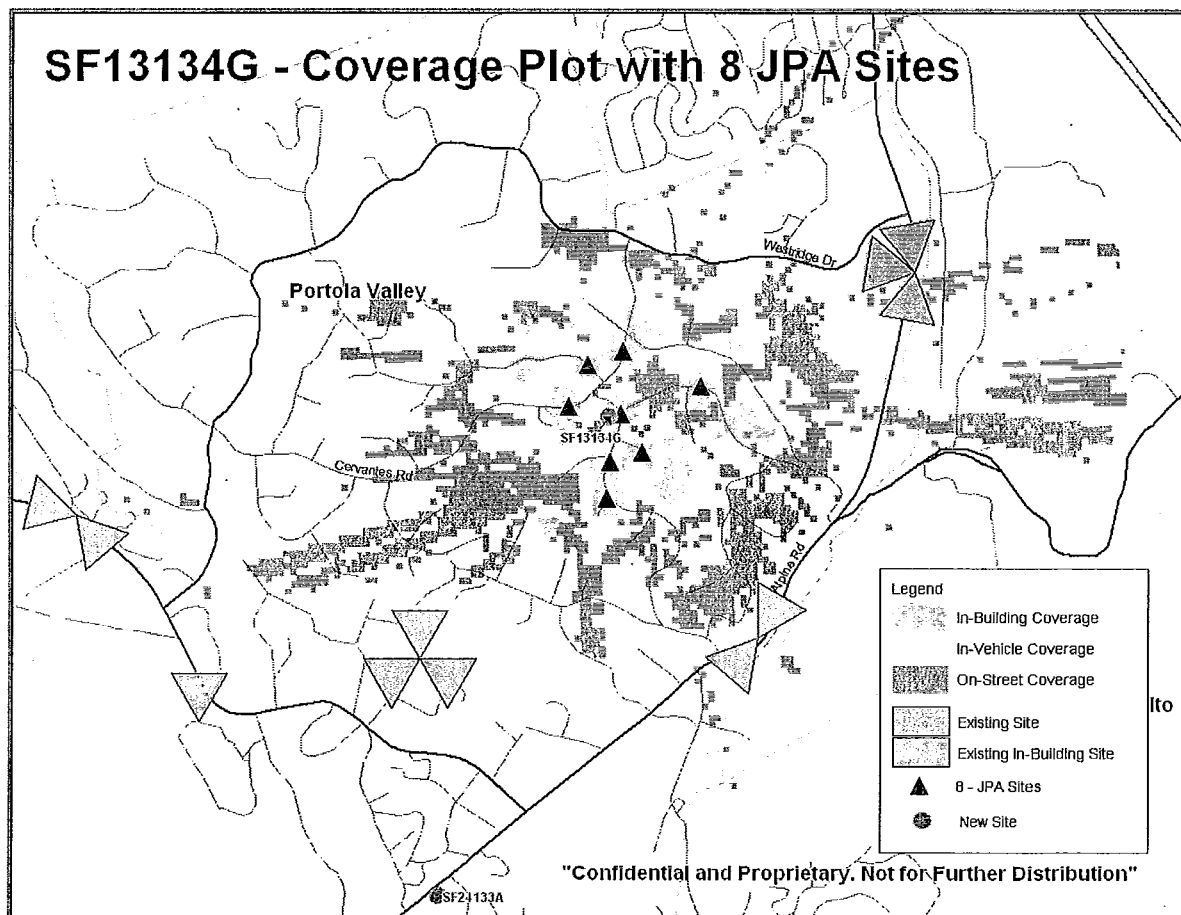 SF13134G - Coverage Plot with 8 JPA Sites
Westridge Dr
Portola Valley
SF13134G
Cervantes Rd
Alpine Rd
Legend
In-Building Coverage
In-Vehicle Coverage
On-Street Coverage
Existing Site
lto
Existing In-Building Site
8 - JPA Sites
New Site
"Confidential and Proprietary. Not for Further Distribution"
SF24133A